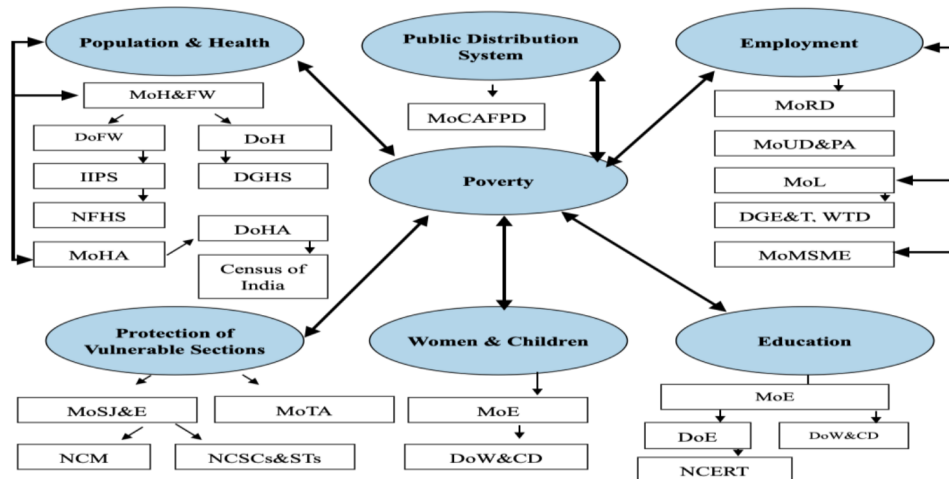 Population & Health
Public Distribution
System
Employment
MoH&FW
DoFW
DoH
IIPS
DGHS
NFHS
MoHA
DoHA
Census of
India
MoCAFPD
Poverty
MoRD
MoUD&PA
MoL
DGE&T, WTD
MoMSME
Protection of
Vulnerable Sections
Women & Children
Education
MoSJ&E
MoTA
NCM
NCSCs&STs
MoE
DoW&CD
MoE
DoE
DoW&CD
NCERT